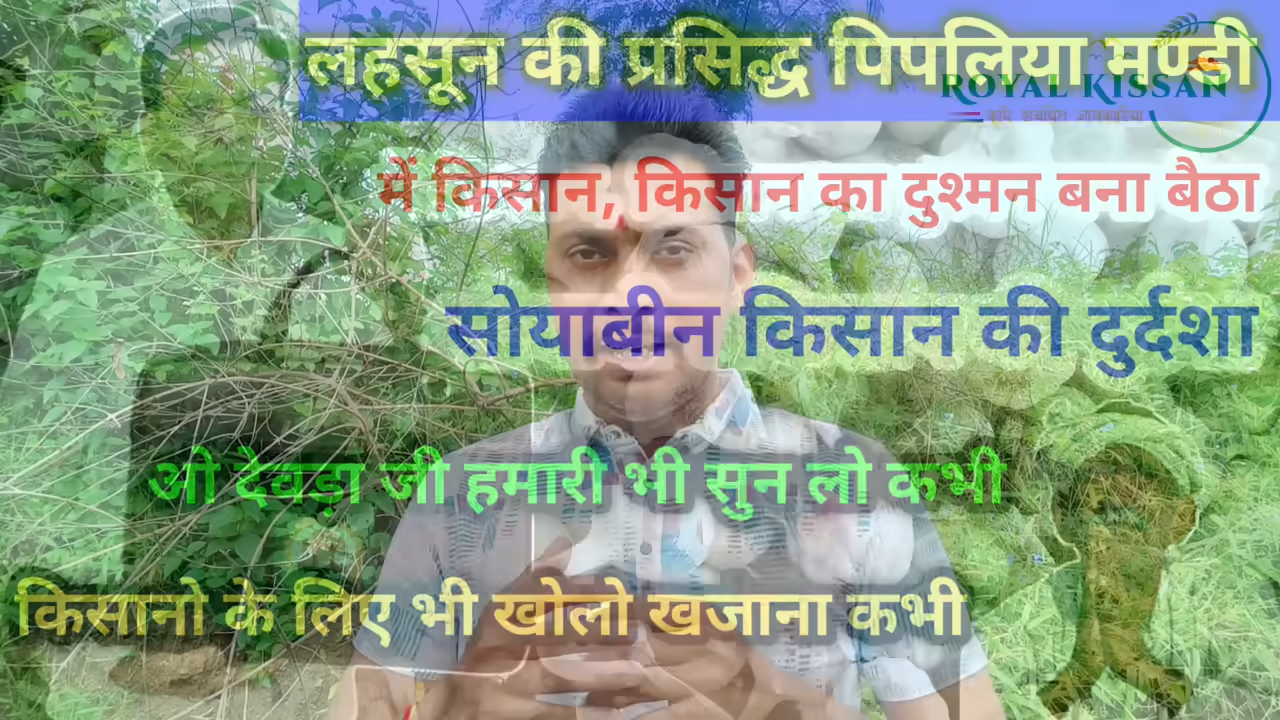 लहसून की प्रसिद्ध पिपलिया मण्डी
ROYAL KISSAN
में किसान, किसान का दुश्मन बना बैठा
सोयाबीन किसान की दुर्दशा
ओ देवड़ा जी हमारी भी सुन लो कभी
किसानो के लिए भी खोलो खजाना कभी